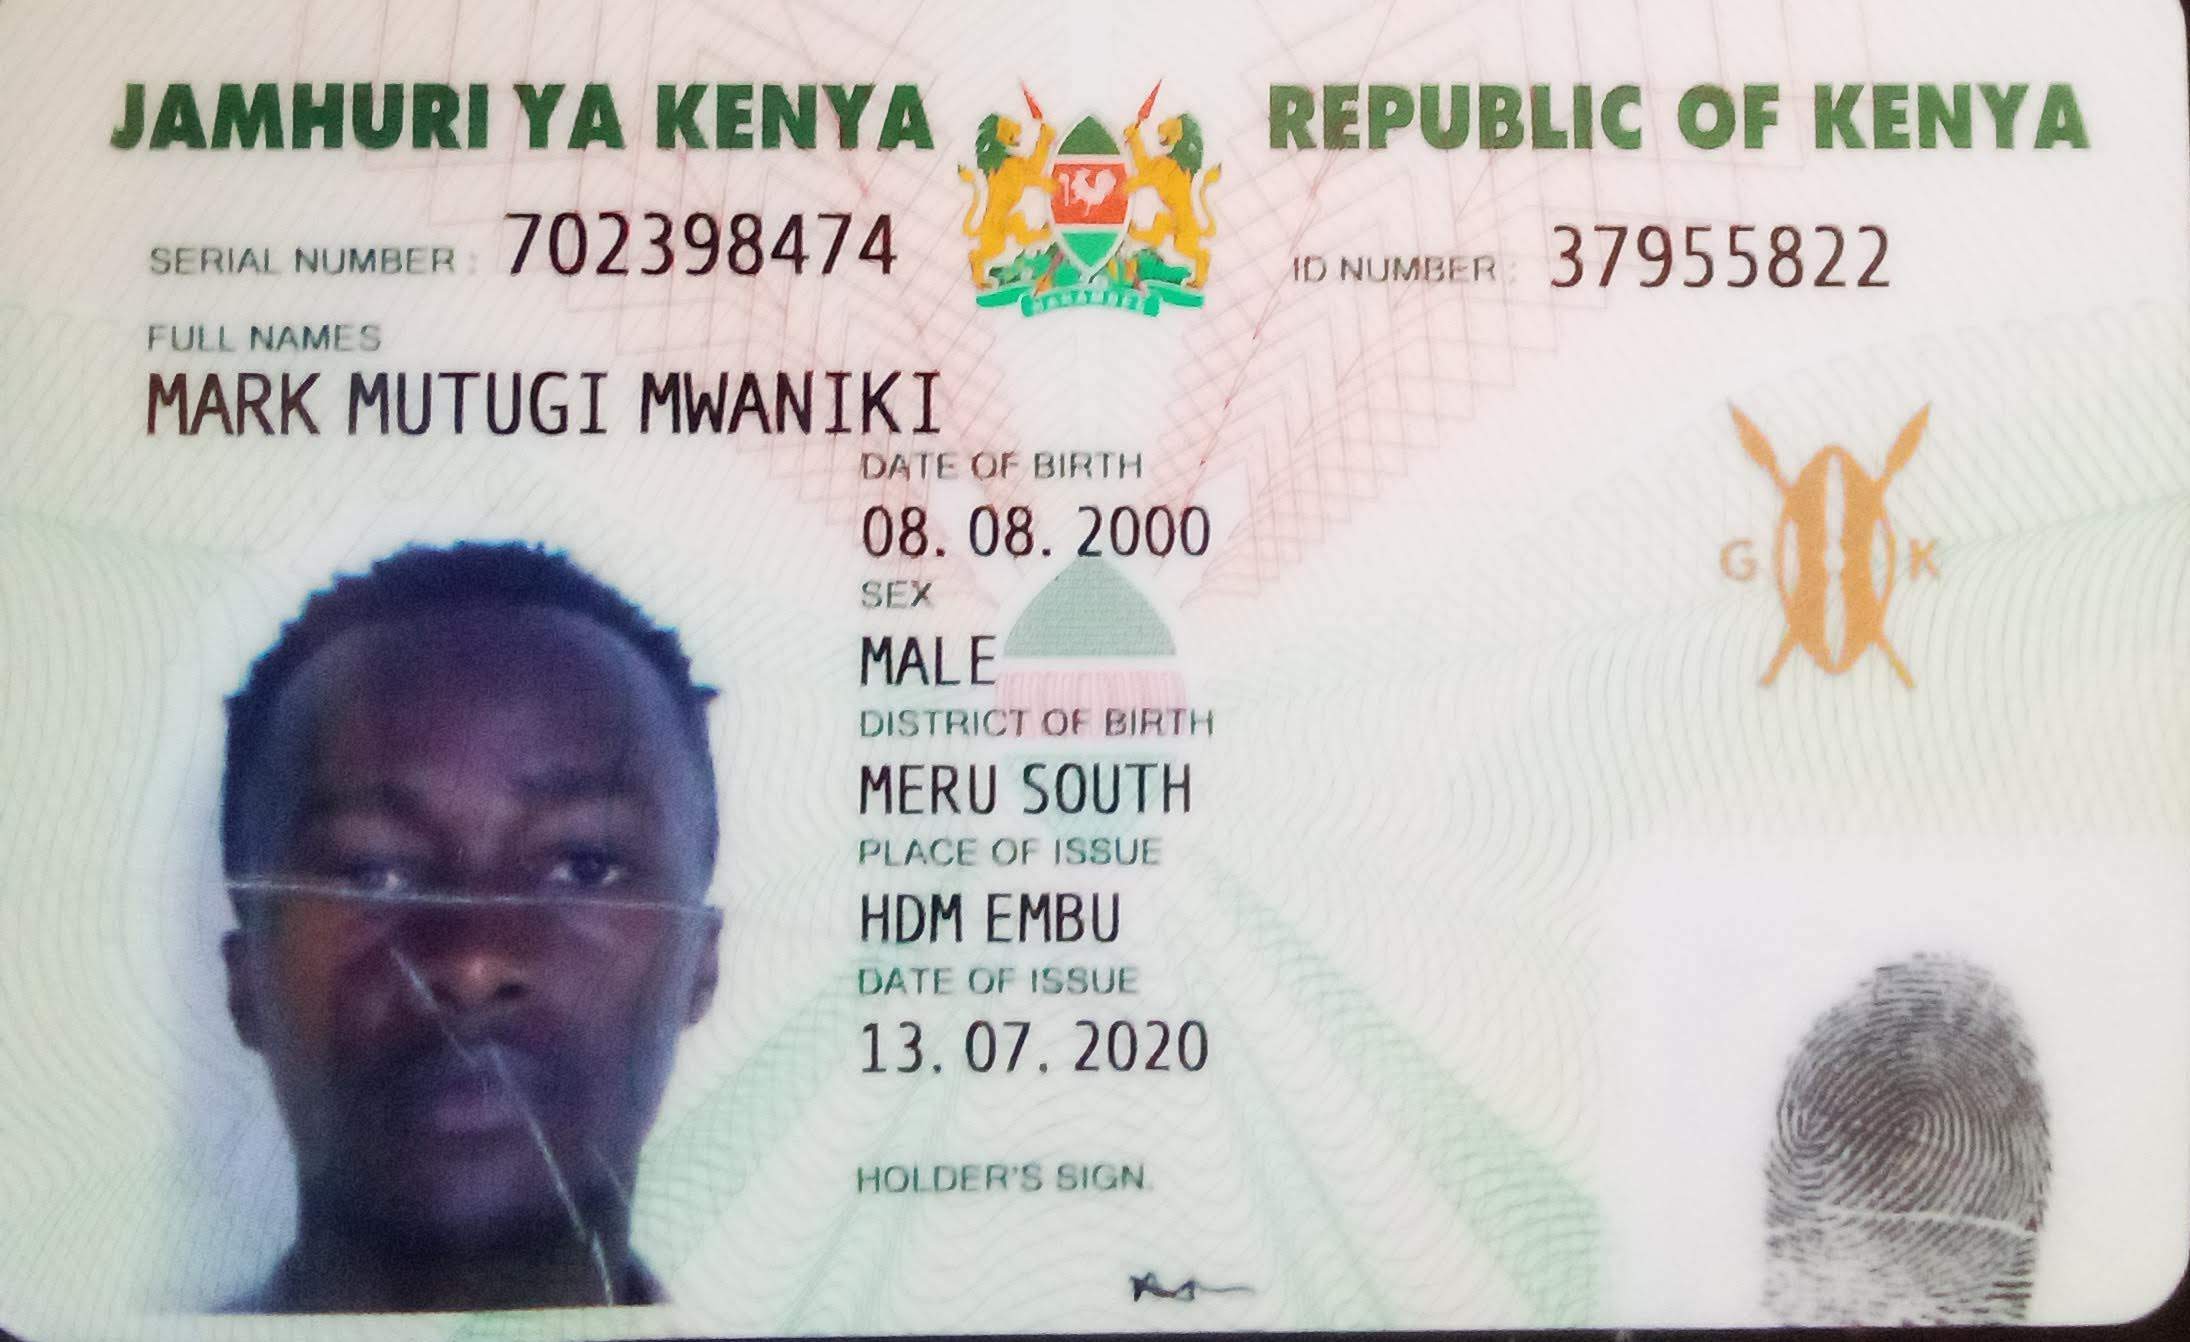 JAMHURI YA KENYA
REPUBLIC OF KENYA
SERIAL NUMBER : 702398474
ID NUMBER : 37955822
FULL NAMES
MARK MUTUGI MWANIKI
DATE OF BIRTH
08. 08. 2000
SEX
MALE
DISTRICT OF BIRTH
MERU SOUTH
PLACE OF ISSUE
HDM EMBU
DATE OF ISSUE
13. 07. 2020
HOLDER'S SIGN.
G K